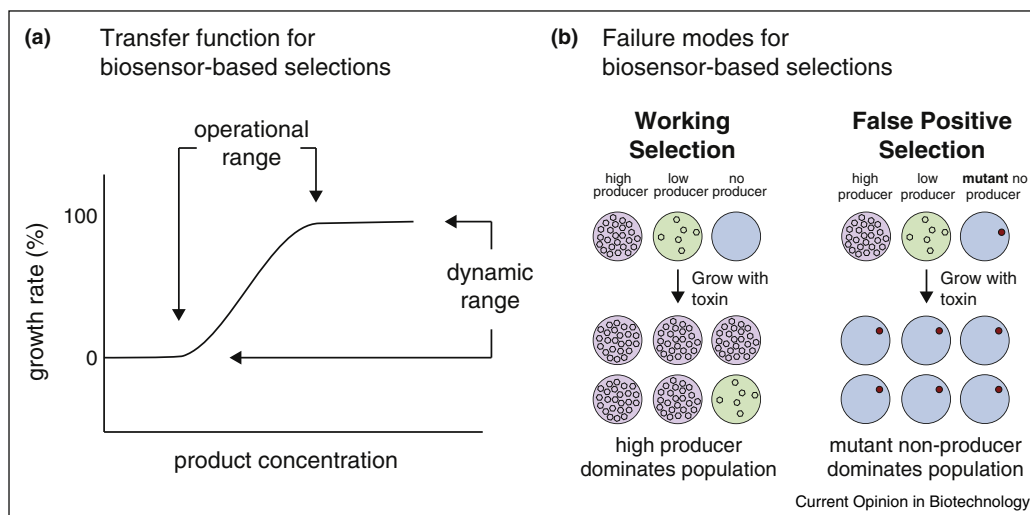 (a) Transfer function for
biosensor-based selections
operational
range
100
0
growth rate (%)
dynamic
range
product concentration
(b) Failure modes for
biosensor-based selections
Working
Selection
high
producer
low
producer
no
producer
Grow with
toxin
high producer
dominates population
False Positive
Selection
high
producer
low
producer
mutant no
producer
Grow with
toxin
mutant non-producer
dominates population
Current Opinion in Biotechnology